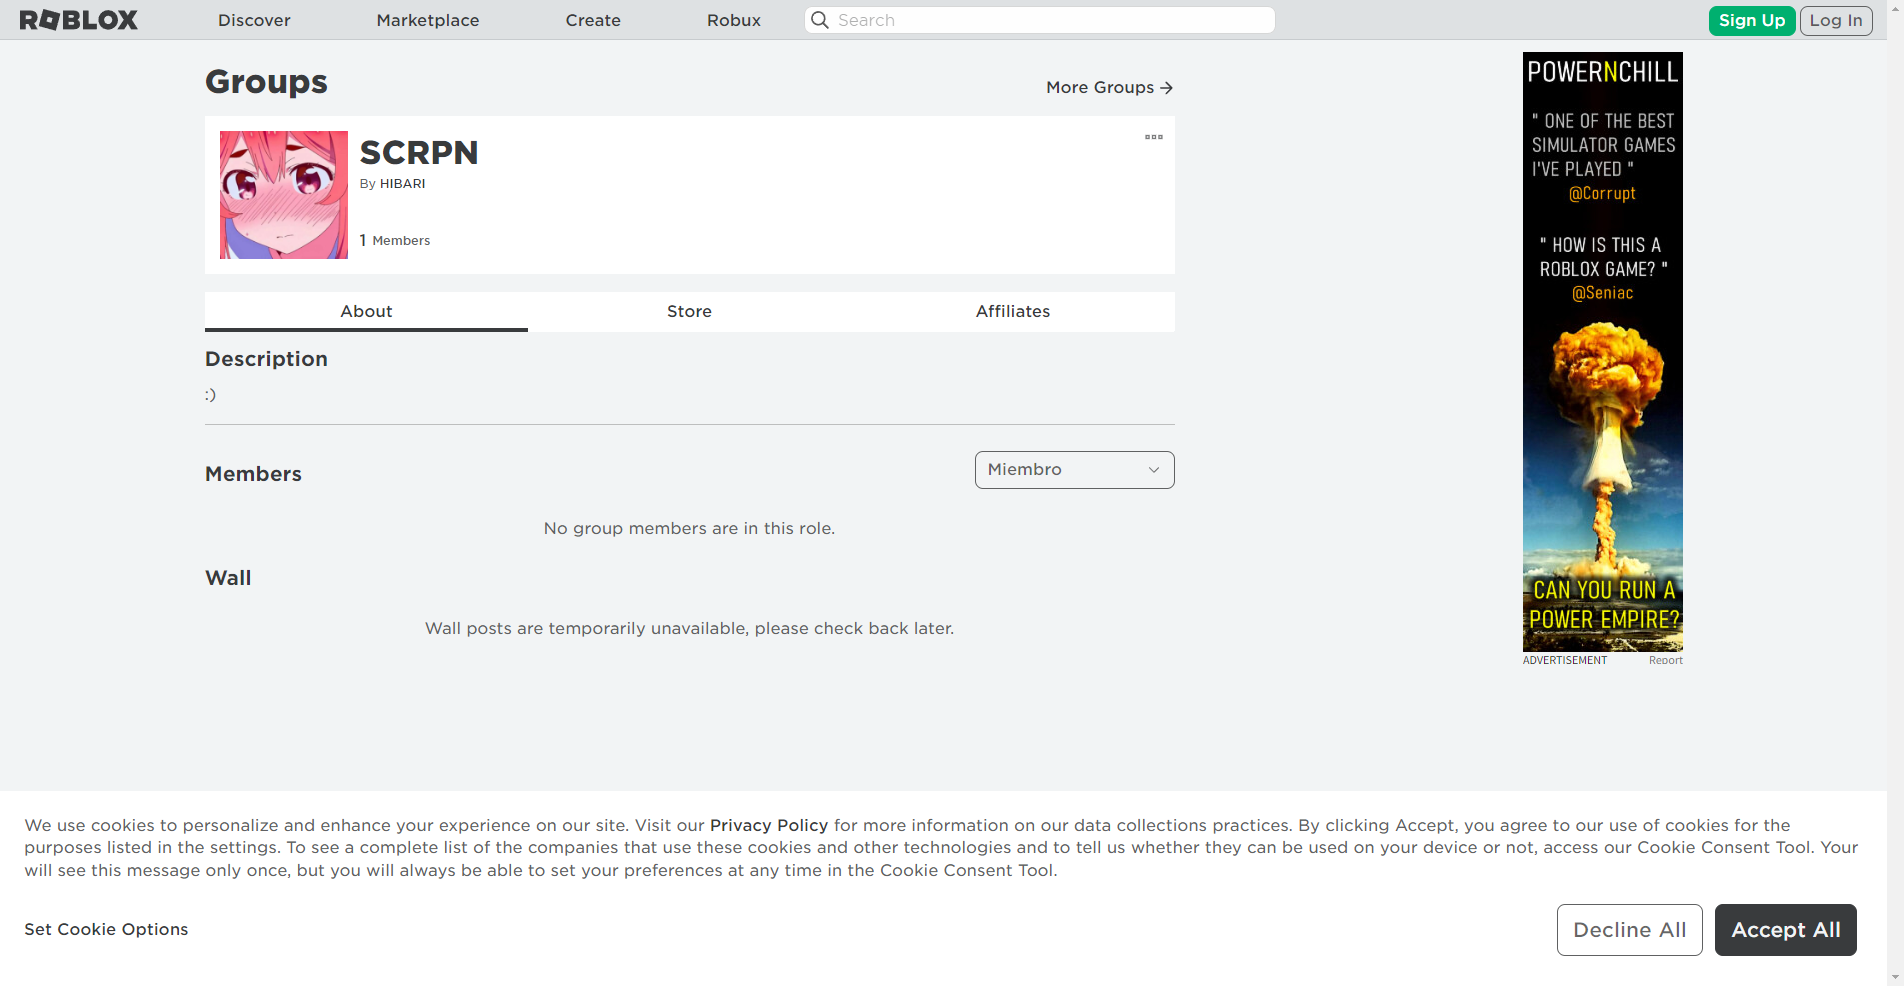 ROBLOX
Discover
Marketplace
Create
Robux
Search
Sign Up
Log In
Groups
More Groups →
SCRPN
By HIBARI
1 Members
About
Store
Affiliates
Description
:)
Members
Miembro
No group members are in this role.
Wall
Wall posts are temporarily unavailable, please check back later.
POWERNCHILL
" ONE OF THE BEST
SIMULATOR GAMES
I'VE PLAYED "
@Corrupt
" HOW IS THIS A
ROBLOX GAME? "
@Seniac
CAN YOU RUN A
POWER EMPIRE?
ADVERTISEMENT
Report
We use cookies to personalize and enhance your experience on our site. Visit our Privacy Policy for more information on our data collections practices. By clicking Accept, you agree to our use of cookies for the
purposes listed in the settings. To see a complete list of the companies that use these cookies and other technologies and to tell us whether they can be used on your device or not, access our Cookie Consent Tool. Your
will see this message only once, but you will always be able to set your preferences at any time in the Cookie Consent Tool.
Set Cookie Options
Decline All
Accept All